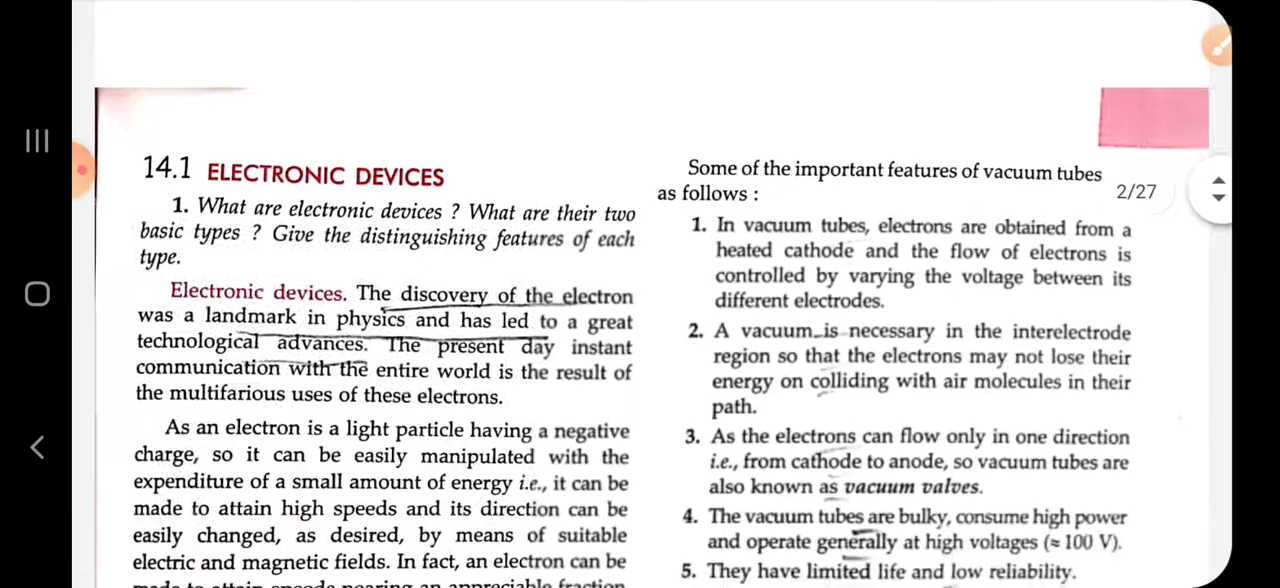 14.1 ELECTRONIC DEVICES
1. What are electronic devices ? What are their two
basic types ? Give the distinguishing features of each
type.
Electronic devices. The discovery of the electron
was a landmark in physics and has led to a great
technological advances. The present day instant
communication with the entire world is the result of
the multifarious uses of these electrons.
As an electron is a light particle having a negative
charge, so it can be easily manipulated with the
expenditure of a small amount of energy i.e., it can be
made to attain high speeds and its direction can be
easily changed, as desired, by means of suitable
electric and magnetic fields. In fact, an electron can be
made to attain speeds nearing an appreciable fraction
Some of the important features of vacuum tubes
as follows :
2/27
1. In vacuum tubes, electrons are obtained from a
heated cathode and the flow of electrons is
controlled by varying the voltage between its
different electrodes.
2. A vacuum is necessary in the interelectrode
region so that the electrons may not lose their
energy on colliding with air molecules in their
path.
3. As the electrons can flow only in one direction
i.e., from cathode to anode, so vacuum tubes are
also known as vacuum valves.
4. The vacuum tubes are bulky, consume high power
and operate generally at high voltages (≈ 100 V).
5. They have limited life and low reliability.